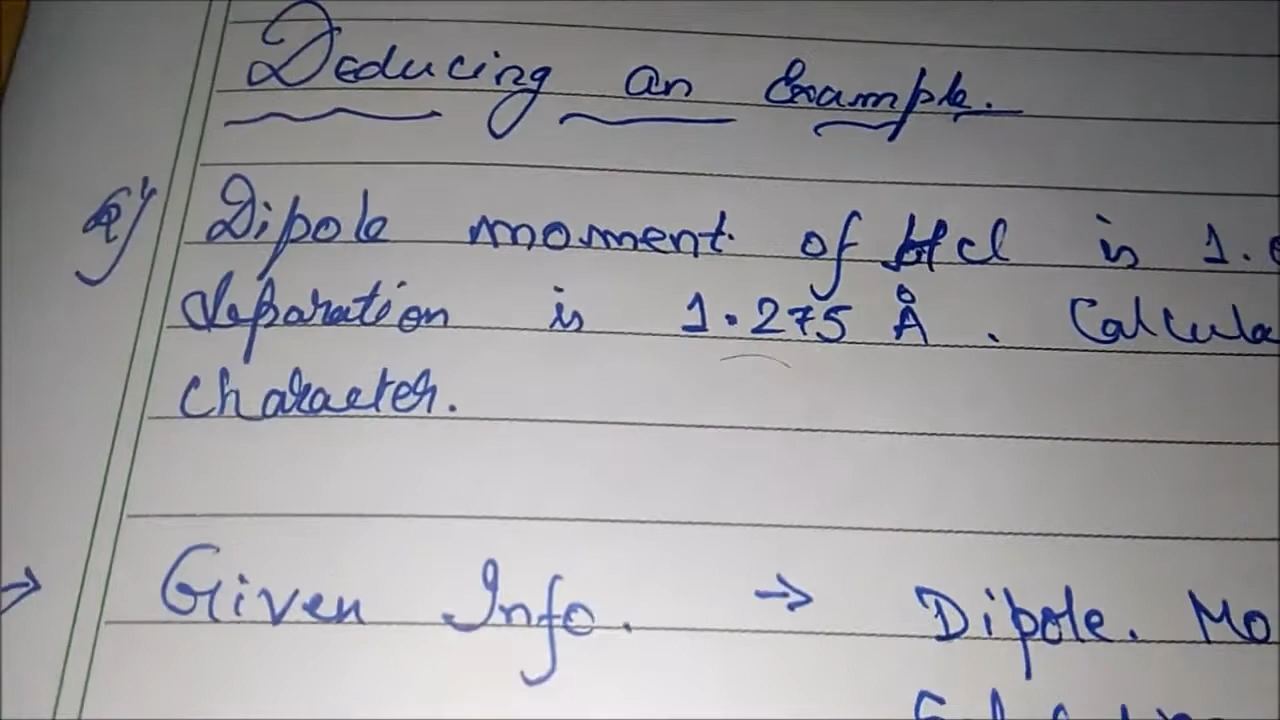 Deducing an Example.
Q) Dipole moment of HCl is 1.
Separation is 1.275 Å. Calcula
character.
⇒ Given Info. → Dipole. Mo